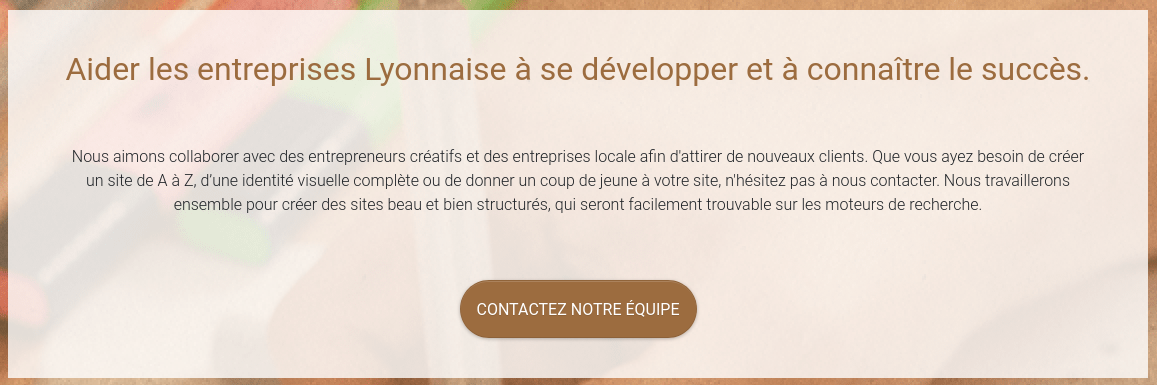 Aider les entreprises Lyonnaise à se développer et à connaître le succès.
Nous aimons collaborer avec des entrepreneurs créatifs et des entreprises locale afin d'attirer de nouveaux clients. Que vous ayez besoin de créer
un site de A à Z, d'une identité visuelle complète ou de donner un coup de jeune à votre site, n'hésitez pas à nous contacter. Nous travaillerons
ensemble pour créer des sites beau et bien structurés, qui seront facilement trouvable sur les moteurs de recherche.
CONTACTEZ NOTRE ÉQUIPE